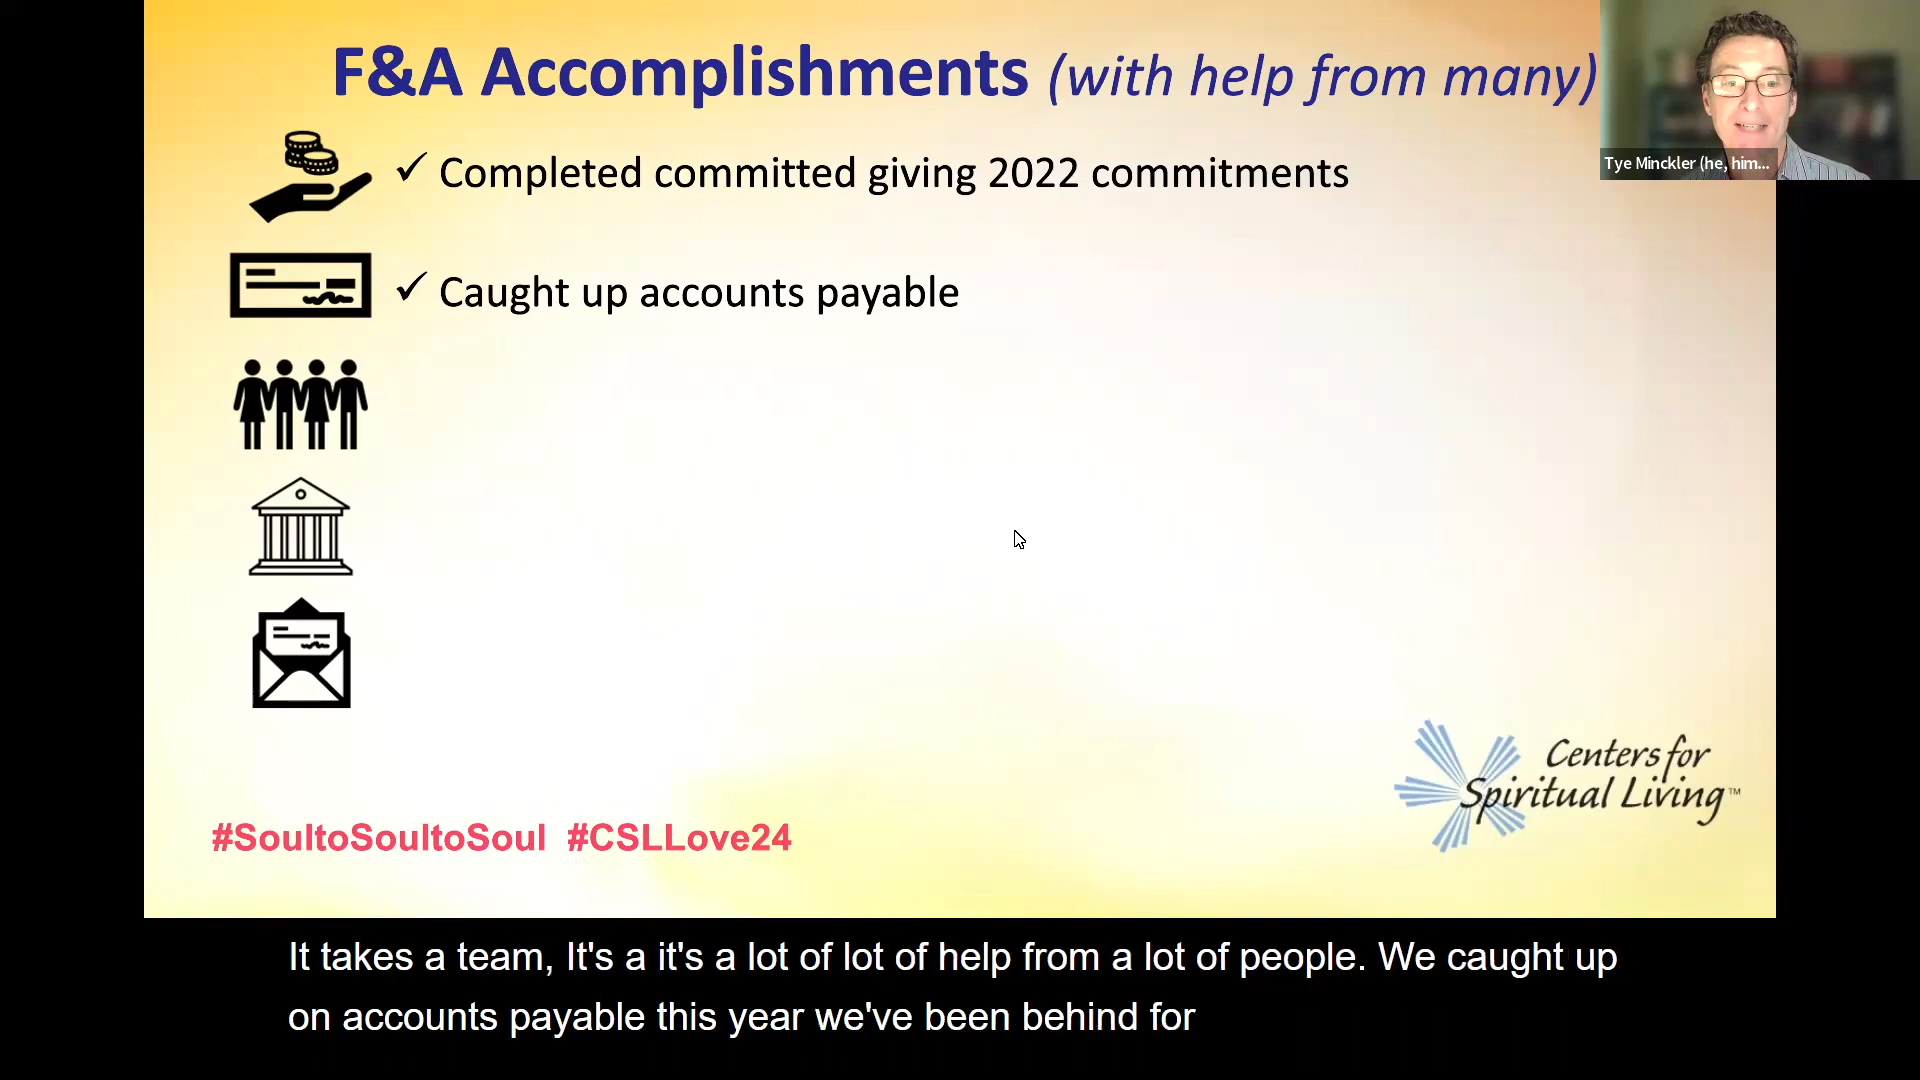 F&A Accomplishments (with help from many)
Tye Minckler (he, him...
✓ Completed committed giving 2022 commitments
✓ Caught up accounts payable
Centers for
Spiritual Living™
#SoultoSoultoSoul #CSLLove24
It takes a team, It's a it's a lot of lot of help from a lot of people. We caught up
on accounts payable this year we've been behind for